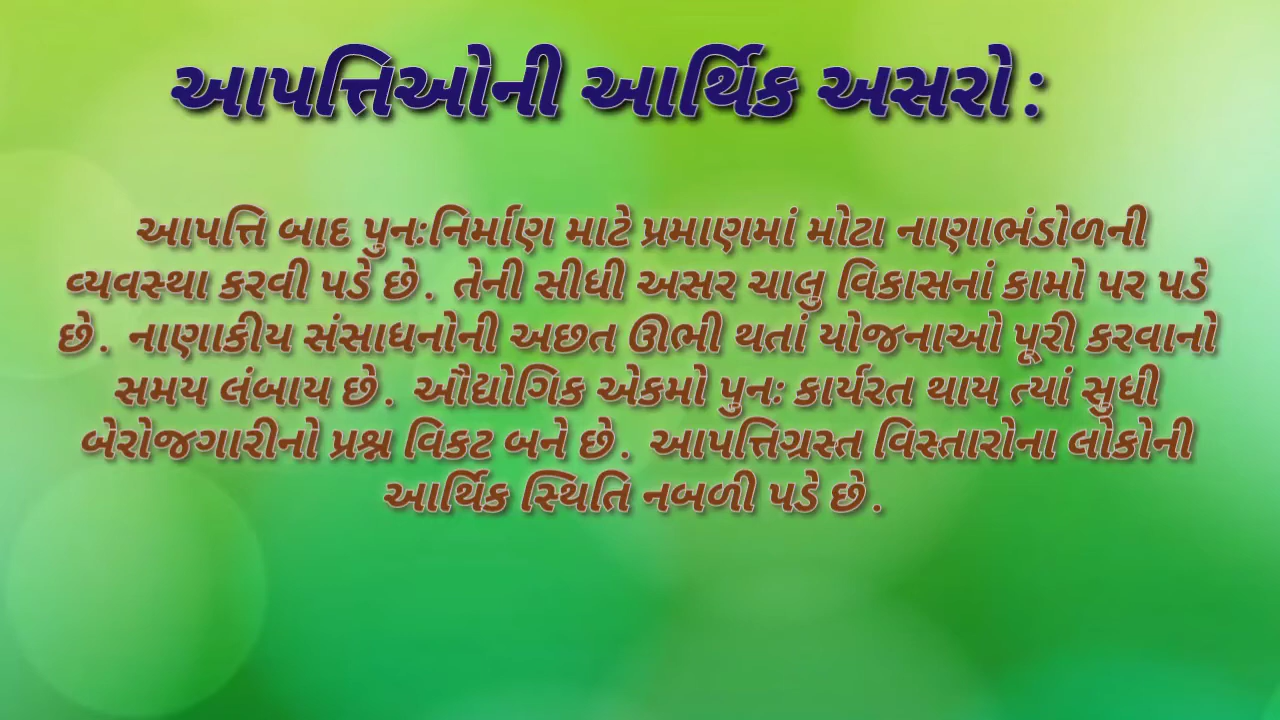 આપત્તિઓની આર્થિક અસરો :
આપત્તિ બાદ પુનઃનિર્માણ માટે પ્રમાણમાં મોટા નાણાભંડોળની
વ્યવસ્થા કરવી પડે છે . તેની સીધી અસર ચાલુ વિકાસનાં કામો પર પડે
છે . નાણાકીય સંસાધનોની અછત ઊભી થતાં યોજનાઓ પૂરી કરવાનો
સમય લંબાય છે . ઔદ્યોગિક એકમો પુનઃ કાર્યરત થાય ત્યાં સુધી
બેરોજગારીનો પ્રશ્ન વિકટ બને છે . આપત્તિગ્રસ્ત વિસ્તારોના લોકોની
આર્થિક સ્થિતિ નબળી પડે છે .